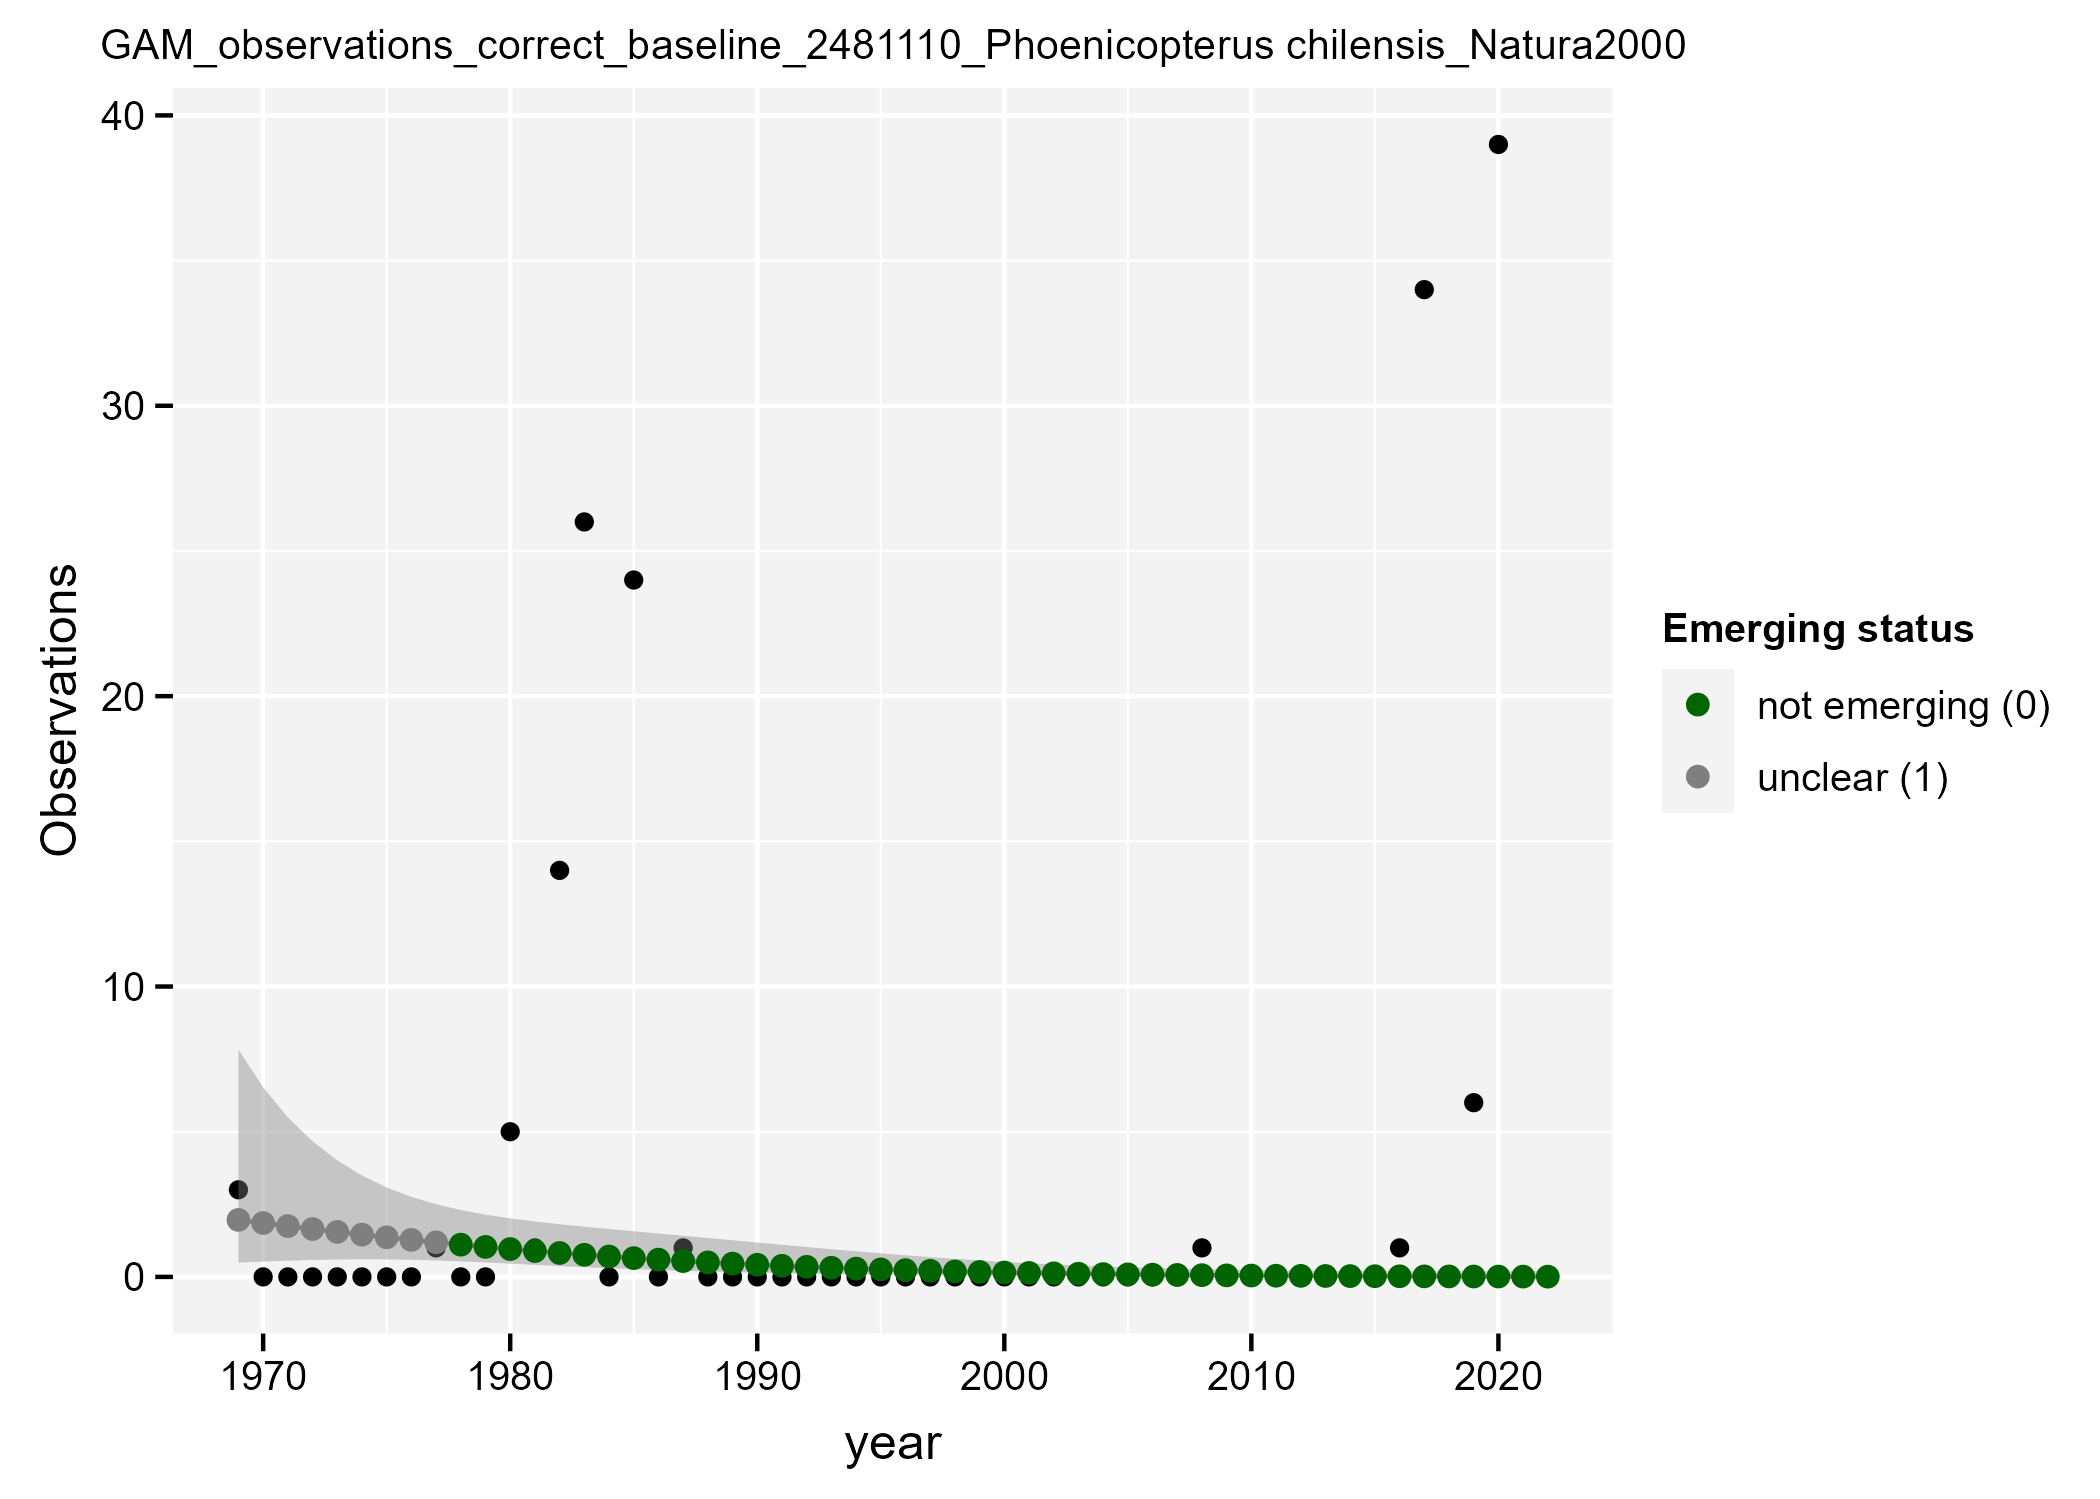 GAM_observations_correct_baseline_2481110_Phoenicopterus chilensis_Natura2000
40
30
20
10
0
Observations
1970 1980 1990 2000 2010 2020
year
Emerging status
not emerging (0)
unclear (1)